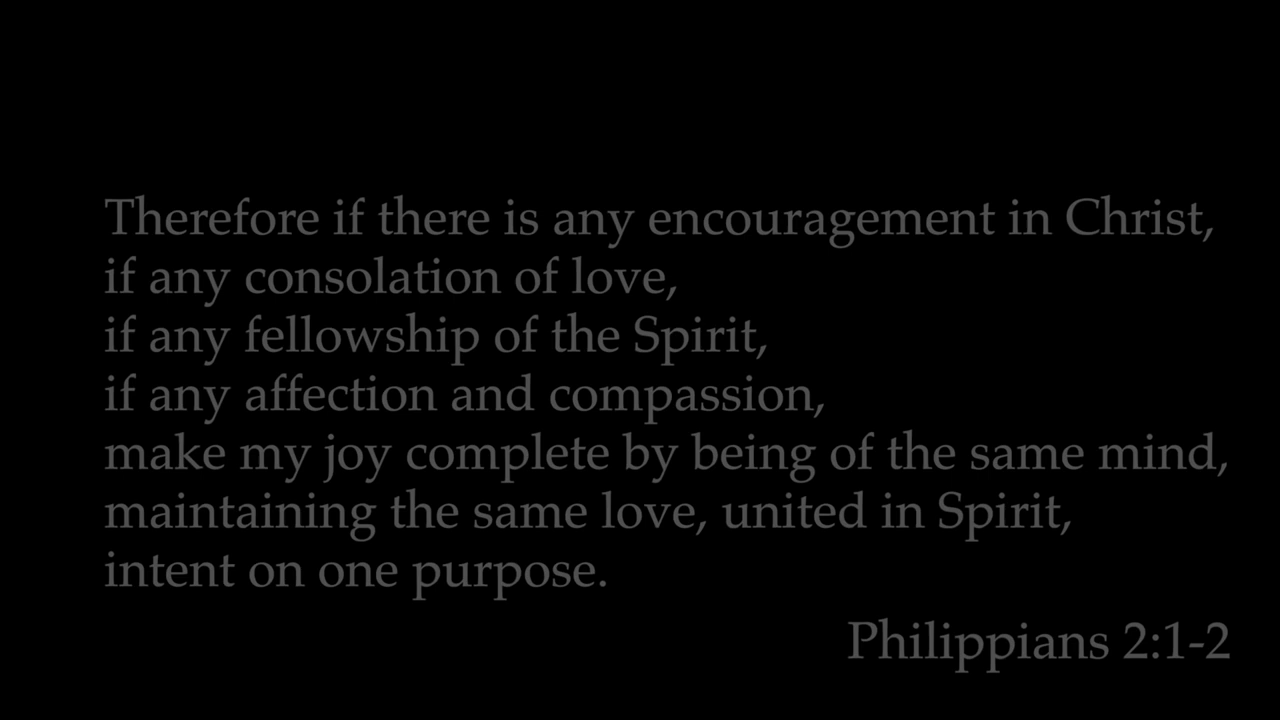 Therefore if there is any encouragement in Christ,
if any consolation of love,
if any fellowship of the Spirit,
if any affection and compassion,
make my joy complete by being of the same mind,
maintaining the same love, united in Spirit,
intent on one purpose.
Philippians 2:1-2